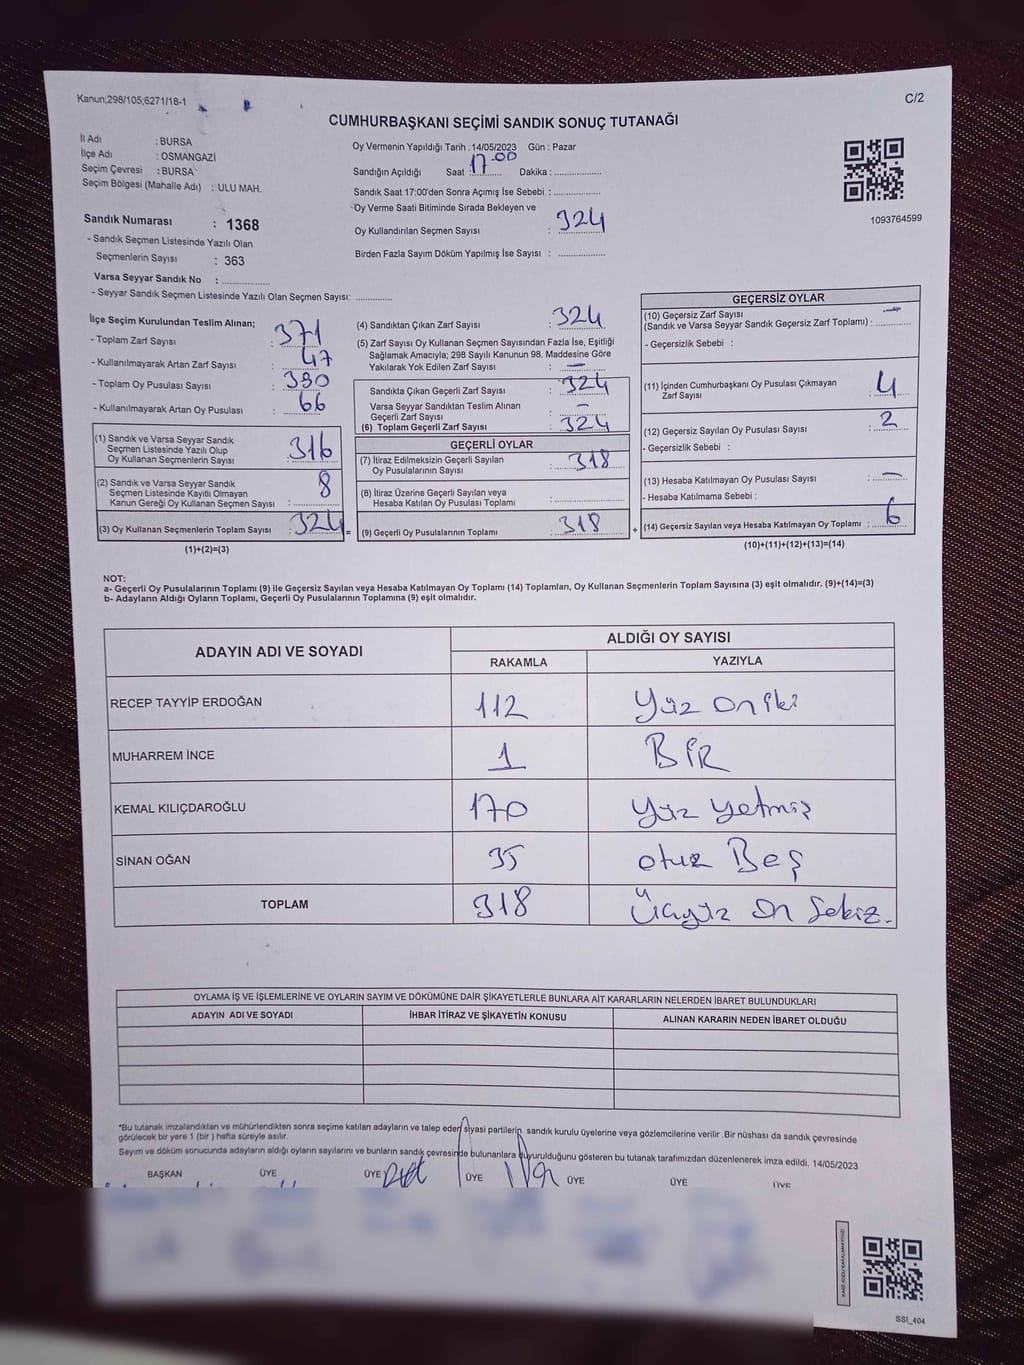 Kanun;298/105;6271/18-1
C/2
CUMHURBAŞKANI SEÇİMİ SANDIK SONUÇ TUTANAĞI
İl Adı : BURSA
İlçe Adı : OSMANGAZİ
Seçim Çevresi : BURSA
Seçim Bölgesi (Mahalle Adı) : ULU MAH.
Sandık Numarası : 1368
- Sandık Seçmen Listesinde Yazılı Olan
Seçmenlerin Sayısı : 363
Varsa Seyyar Sandık No : ..............
- Seyyar Sandık Seçmen Listesinde Yazılı Olan Seçmen Sayısı: ............
Oy Vermenin Yapıldığı Tarih : 14/05/2023 Gün : Pazar
Sandığın Açıldığı Saat : 17.00 Dakika : ...............
Sandık Saat 17:00'den Sonra Açımış İse Sebebi : ...............
Oy Verme Saati Bitiminde Sırada Bekleyen ve
Oy Kullandırılan Seçmen Sayısı : 324
Birden Fazla Sayım Döküm Yapılmış İse Sayısı : ...............
1093764599
İlçe Seçim Kurulundan Teslim Alınan;
- Toplam Zarf Sayısı : 371
- Kullanılmayarak Artan Zarf Sayısı : 47
- Toplam Oy Pusulası Sayısı : 390
- Kullanılmayarak Artan Oy Pusulası : 66
(1) Sandık ve Varsa Seyyar Sandık
Seçmen Listesinde Yazılı Olup
Oy Kullanan Seçmenlerin Sayısı : 316
(2) Sandık ve Varsa Seyyar Sandık
Seçmen Listesinde Kayıtlı Olmayan
Kanun Gereği Oy Kullanan Seçmen Sayısı : 8
(3) Oy Kullanan Seçmenlerin Toplam Sayısı : 324 =
(1)+(2)=(3)
(4) Sandıktan Çıkan Zarf Sayısı : 324
(5) Zarf Sayısı Oy Kullanan Seçmen Sayısından Fazla İse, Eşitliği
Sağlamak Amacıyla; 298 Sayılı Kanunun 98. Maddesine Göre
Yakılarak Yok Edilen Zarf Sayısı : –
Sandıkta Çıkan Geçerli Zarf Sayısı : 324
Varsa Seyyar Sandıktan Teslim Alınan
Geçerli Zarf Sayısı : –
(6) Toplam Geçerli Zarf Sayısı : 324
GEÇERLİ OYLAR
(7) İtiraz Edilmeksizin Geçerli Sayılan
Oy Pusulalarının Sayısı : 318
(8) İtiraz Üzerine Geçerli Sayılan veya
Hesaba Katılan Oy Pusulası Toplamı : ...............
(9) Geçerli Oy Pusulalarının Toplamı : 318 +
GEÇERSİZ OYLAR
(10) Geçersiz Zarf Sayısı
(Sandık ve Varsa Seyyar Sandık Geçersiz Zarf Toplamı) : –
- Geçersizlik Sebebi :
(11) İçinden Cumhurbaşkanı Oy Pusulası Çıkmayan
Zarf Sayısı : 4
(12) Geçersiz Sayılan Oy Pusulası Sayısı : 2
- Geçersizlik Sebebi :
(13) Hesaba Katılmayan Oy Pusulası Sayısı : –
- Hesaba Katılmama Sebebi :
(14) Geçersiz Sayılan veya Hesaba Katılmayan Oy Toplamı : 6
(10)+(11)+(12)+(13)=(14)
NOT:
a- Geçerli Oy Pusulalarının Toplamı (9) ile Geçersiz Sayılan veya Hesaba Katılmayan Oy Toplamı (14) Toplamları, Oy Kullanan Seçmenlerin Toplam Sayısına (3) eşit olmalıdır. (9)+(14)=(3)
b- Adayların Aldığı Oyların Toplamı, Geçerli Oy Pusulalarının Toplamına (9) eşit olmalıdır.
ADAYIN ADI VE SOYADI
ALDIĞI OY SAYISI
RAKAMLA YAZIYLA
RECEP TAYYİP ERDOĞAN 112 Yüz on iki
MUHARREM İNCE 1 BİR
KEMAL KILIÇDAROĞLU 170 yüz yetmiş
SİNAN OĞAN 35 otuz Beş
TOPLAM 318 Üçyüz on Sekiz.
OYLAMA İŞ VE İŞLEMLERİNE VE OYLARIN SAYIM VE DÖKÜMÜNE DAİR ŞİKAYETLERLE BUNLARA AİT KARARLARIN NELERDEN İBARET BULUNDUKLARI
ADAYIN ADI VE SOYADI İHBAR İTİRAZ VE ŞİKAYETİN KONUSU ALINAN KARARIN NEDEN İBARET OLDUĞU
*Bu tutanak imzalandıktan ve mühürlendikten sonra seçime katılan adayların ve talep eden siyasi partilerin sandık kurulu üyelerine veya gözlemcilerine verilir .Bir nüshası da sandık çevresinde
görülecek bir yere 1 (bir ) hafta süreyle asılır.
Sayım ve döküm sonucunda adayların aldığı oyların sayılarını ve bunların sandık çevresinde bulunanlara duyurulduğunu gösteren bu tutanak tarafımızdan düzenlenerek imza edildi. 14/05/2023
BAŞKAN ÜYE ÜYE ÜYE ÜYE ÜYE ÜYE
SSI_404